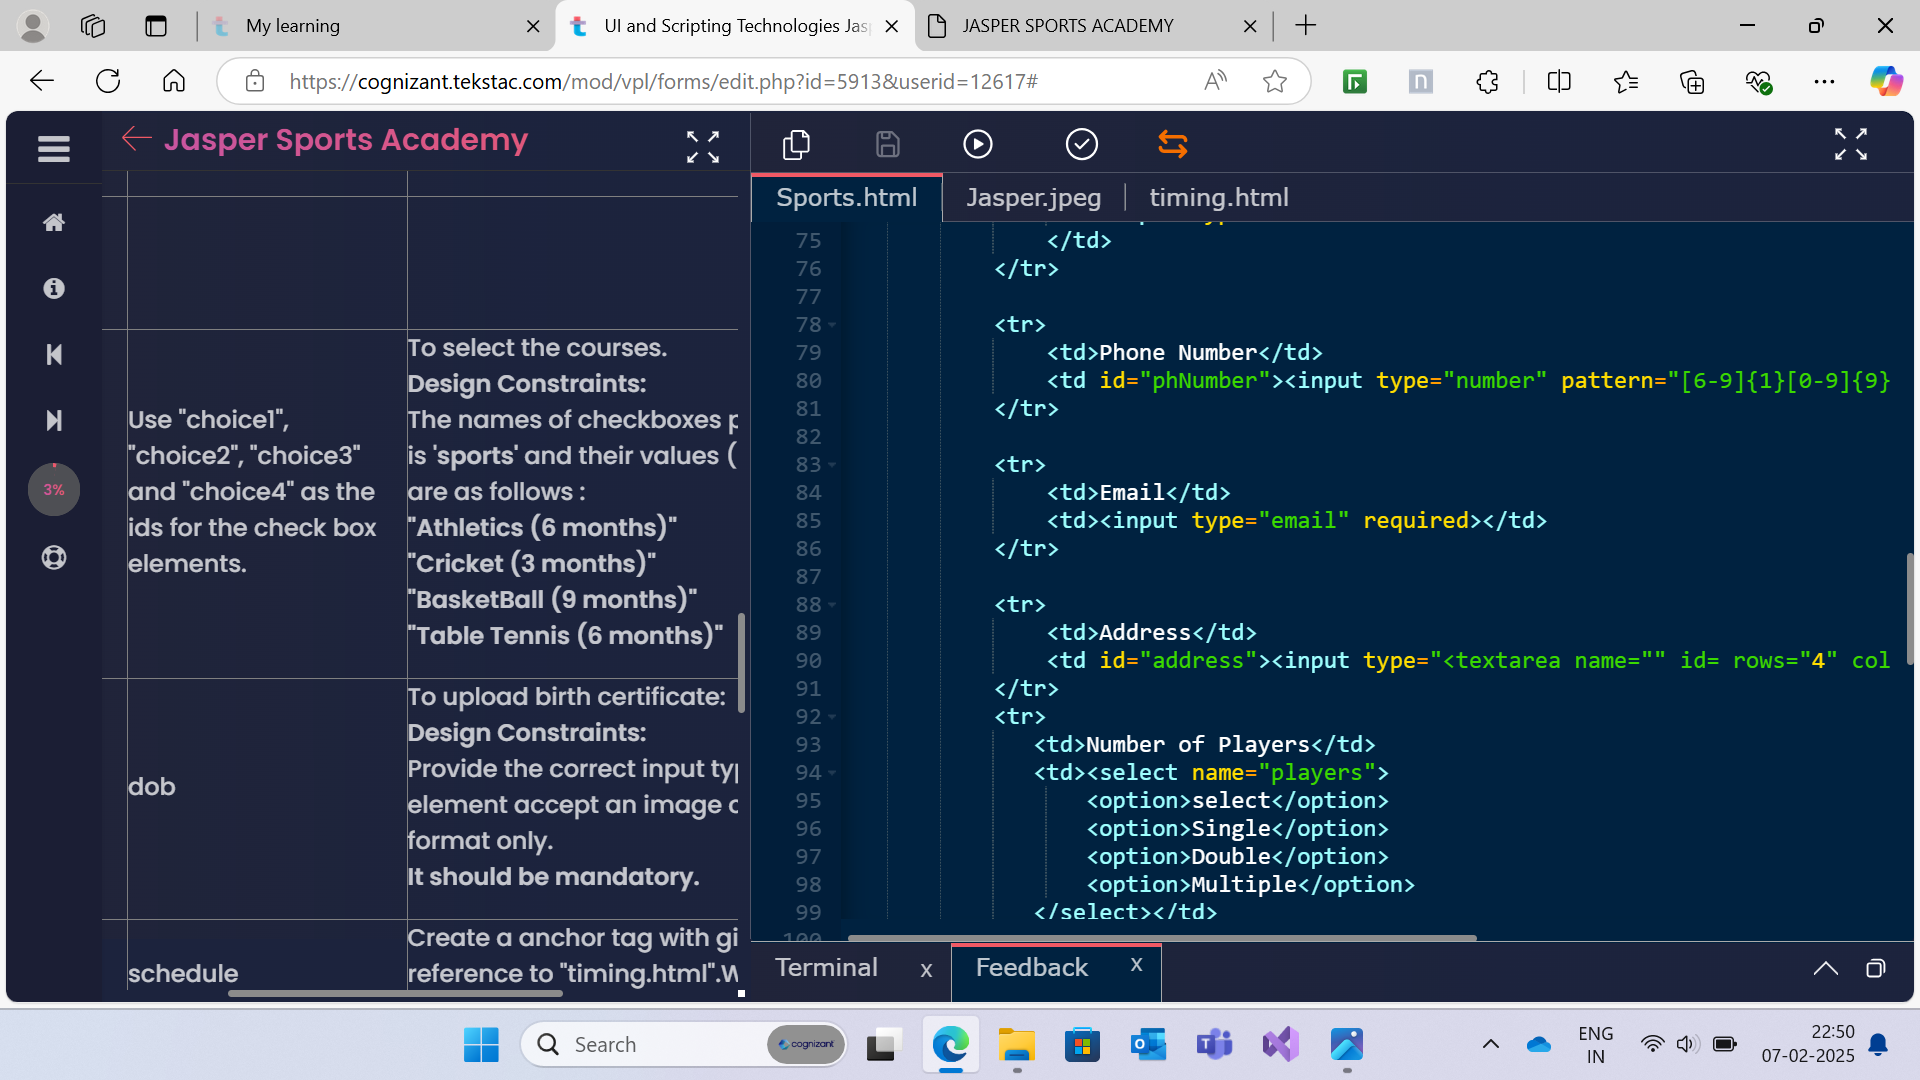 My learning
UI and Scripting Technologies Jasp
JASPER SPORTS ACADEMY
https://cognizant.tekstac.com/mod/vpl/forms/edit.php?id=5913&userid=12617#
Jasper Sports Academy
3%
To select the courses.
Design Constraints:
The names of checkboxes p
is 'sports' and their values (
are as follows :
"Athletics (6 months)"
"Cricket (3 months)"
"BasketBall (9 months)"
"Table Tennis (6 months)"
Use "choice1",
"choice2", "choice3"
and "choice4" as the
ids for the check box
elements.
To upload birth certificate:
Design Constraints:
Provide the correct input typ
element accept an image o
format only.
It should be mandatory.
dob
Create a anchor tag with gi
reference to "timing.html".W
schedule
Sports.html
Jasper.jpeg
timing.html
75 </td>
76 </tr>
77
78 <tr>
79 <td>Phone Number</td>
80 <td id="phNumber"><input type="number" pattern="[6-9]{1}[0-9]{9}
81 </tr>
82
83 <tr>
84 <td>Email</td>
85 <td><input type="email" required></td>
86 </tr>
87
88 <tr>
89 <td>Address</td>
90 <td id="address"><input type="<textarea name="" id= rows="4" col
91 </tr>
92 <tr>
93 <td>Number of Players</td>
94 <td><select name="players">
95 <option>select</option>
96 <option>Single</option>
97 <option>Double</option>
98 <option>Multiple</option>
99 </select></td>
100
Terminal x
Feedback x
Search
cognizant
ENG
IN
22:50
07-02-2025